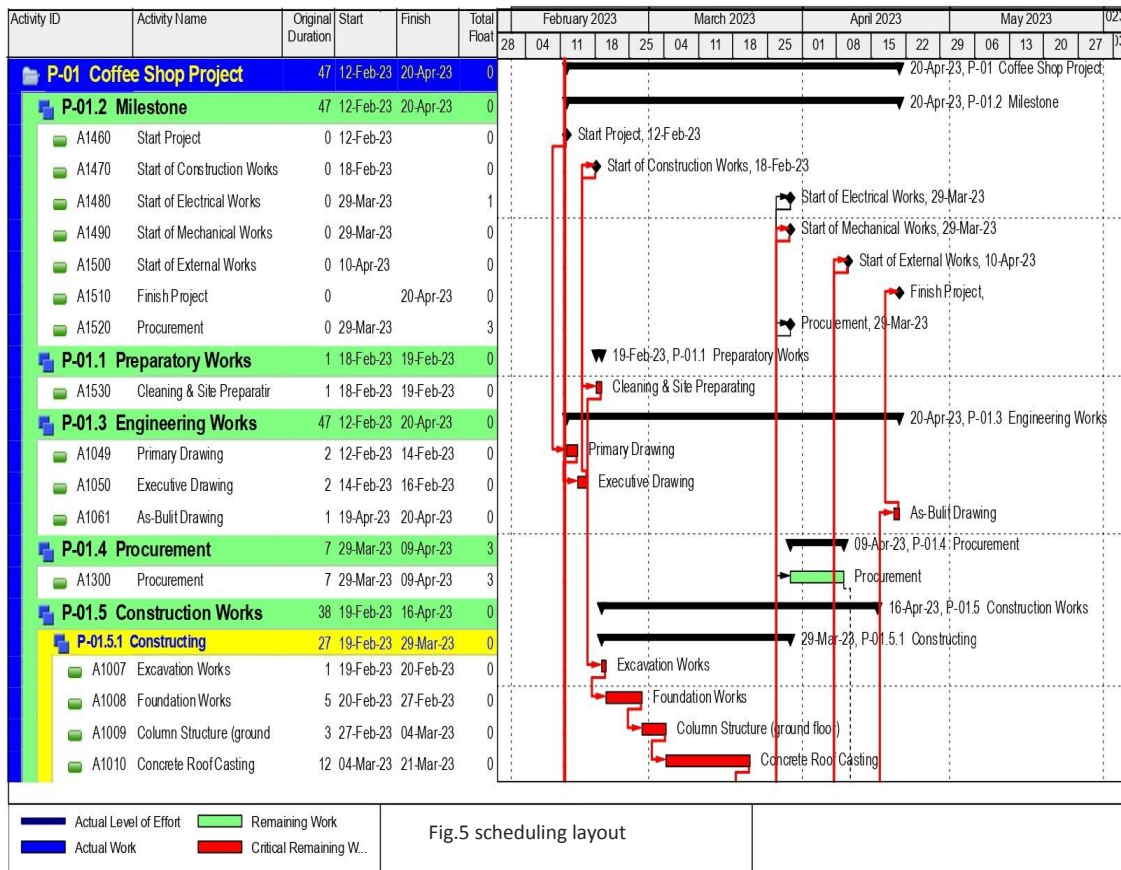 Activity ID Activity Name Original Duration Start Finish Total Float
February 2023 March 2023 April 2023 May 2023
28 04 11 18 25 04 11 18 25 01 08 15 22 29 06 13 20 27
P-01 Coffee Shop Project 47 12-Feb-23 20-Apr-23 0 20-Apr-23, P-01 Coffee Shop Project
P-01.2 Milestone 47 12-Feb-23 20-Apr-23 0 20-Apr-23, P-01.2 Milestone
A1460 Start Project 0 12-Feb-23 0 Start Project, 12-Feb-23
A1470 Start of Construction Works 0 18-Feb-23 0 Start of Construction Works, 18-Feb-23
A1480 Start of Electrical Works 0 29-Mar-23 1 Start of Electrical Works, 29-Mar-23
A1490 Start of Mechanical Works 0 29-Mar-23 0 Start of Mechanical Works, 29-Mar-23
A1500 Start of External Works 0 10-Apr-23 0 Start of External Works, 10-Apr-23
A1510 Finish Project 0 20-Apr-23 0 Finish Project,
A1520 Procurement 0 29-Mar-23 3 Procurement, 29-Mar-23
P-01.1 Preparatory Works 1 18-Feb-23 19-Feb-23 0 19-Feb-23, P-01.1 Preparatory Works
A1530 Cleaning & Site Preparatir 1 18-Feb-23 19-Feb-23 0 Cleaning & Site Preparating
P-01.3 Engineering Works 47 12-Feb-23 20-Apr-23 0 20-Apr-23, P-01.3 Engineering Works
A1049 Primary Drawing 2 12-Feb-23 14-Feb-23 0 Primary Drawing
A1050 Executive Drawing 2 14-Feb-23 16-Feb-23 0 Executive Drawing
A1061 As-Bulit Drawing 1 19-Apr-23 20-Apr-23 0 As-Bulit Drawing
P-01.4 Procurement 7 29-Mar-23 09-Apr-23 3 09-Apr-23, P-01.4 Procurement
A1300 Procurement 7 29-Mar-23 09-Apr-23 3 Procurement
P-01.5 Construction Works 38 19-Feb-23 16-Apr-23 0 16-Apr-23, P-01.5 Construction Works
P-01.5.1 Constructing 27 19-Feb-23 29-Mar-23 0 29-Mar-23, P-01.5.1 Constructing
A1007 Excavation Works 1 19-Feb-23 20-Feb-23 0 Excavation Works
A1008 Foundation Works 5 20-Feb-23 27-Feb-23 0 Foundation Works
A1009 Column Structure (ground 3 27-Feb-23 04-Mar-23 0 Column Structure (ground floor)
A1010 Concrete Roof Casting 12 04-Mar-23 21-Mar-23 0 Concrete Roof Casting
Actual Level of Effort Remaining Work
Actual Work Critical Remaining W...
Fig.5 scheduling layout